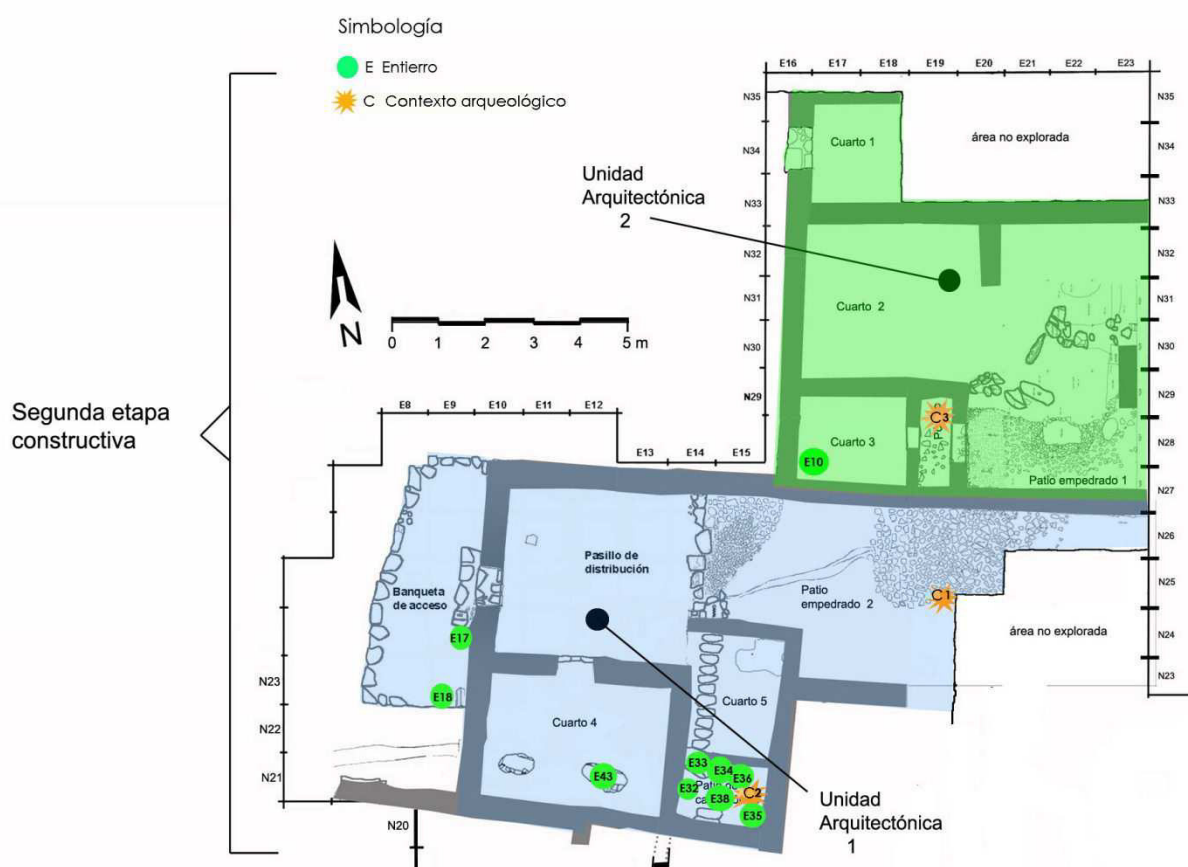 Simbología
E Entierro
C Contexto arqueológico
E16 E17 E18 E19 E20 E21 E22 E23
N35
N34
N33
N32
N31
N30
N29
N35
N34
N33
N32
N31
N30
N29
N28
N27
N26
N25
N24
N23
Cuarto 1
área no explorada
Unidad
Arquitectónica
2
Cuarto 2
N
0 1 2 3 4 5 m
Segunda etapa
constructiva
E8 E9 E10 E11 E12
E13 E14 E15
Cuarto 3
E10
C3
Patio empedrado 1
Pasillo de
distribución
Banqueta
de acceso
Patio
empedrado 2
C1
área no explorada
E17
E18
N23
N22
N21
N20
Cuarto 4
Cuarto 5
E43
E33
E34
E36
E32
E38
C2
E35
Unidad
Arquitectónica
1